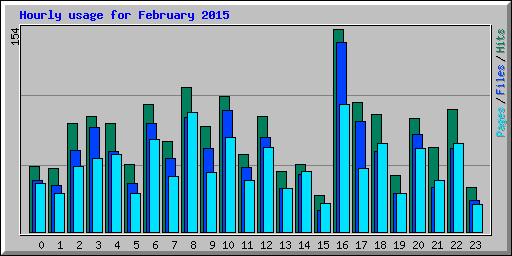 Hourly usage for February 2015
154
Pages/Files/Hits
0 1 2 3 4 5 6 7 8 9 10 11 12 13 14 15 16 17 18 19 20 21 22 23